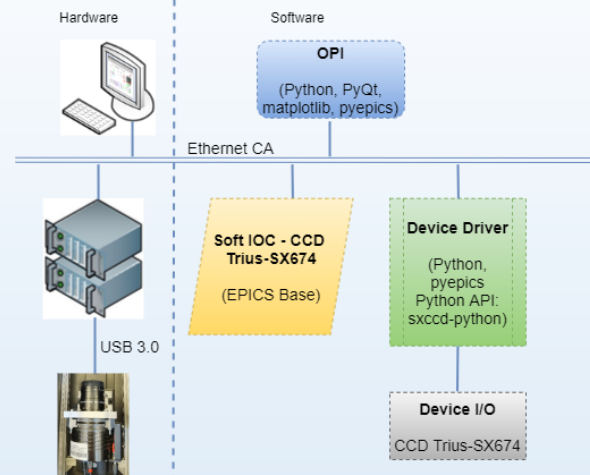 Hardware
Software
OPI
(Python, PyQt,
matplotlib, pyepics)
Ethernet CA
Soft IOC - CCD
Trius-SX674
(EPICS Base)
Device Driver
(Python,
pyepics
Python API:
sxccd-python)
USB 3.0
Device I/O
CCD Trius-SX674